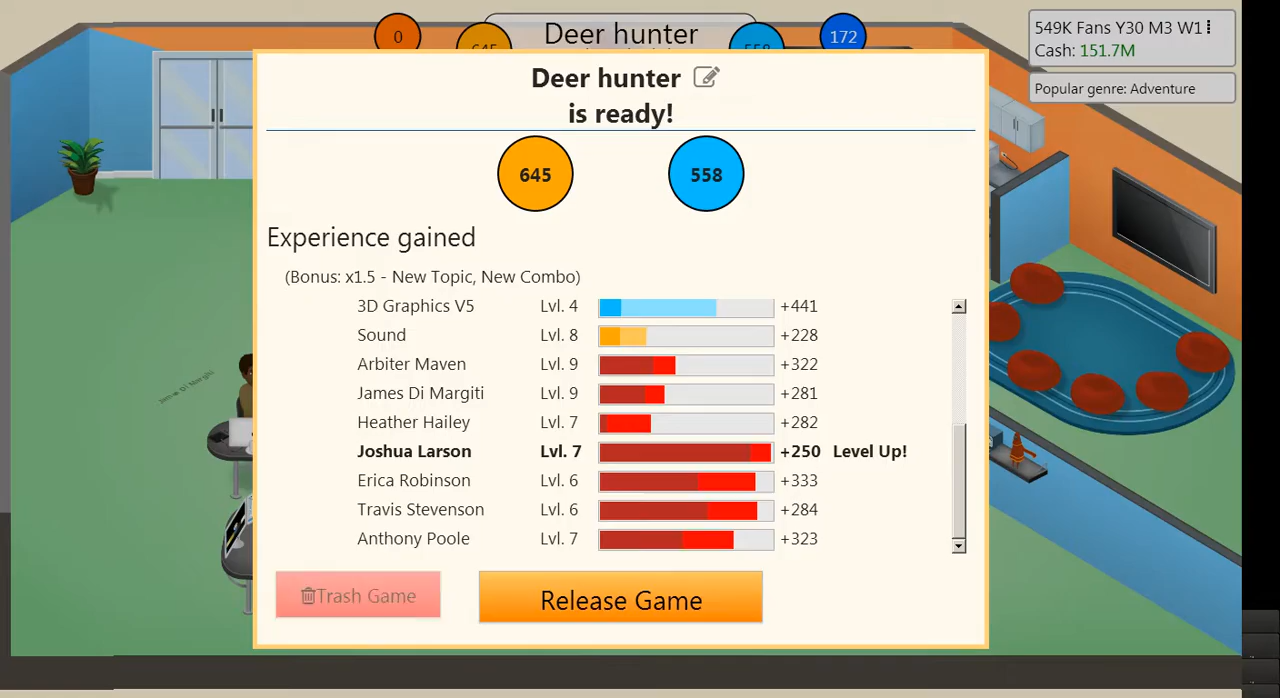 0
645
Deer hunter
558
172
549K Fans Y30 M3 W1
Cash: 151.7M
Popular genre: Adventure
Deer hunter
is ready!
645
558
Experience gained
(Bonus: x1.5 - New Topic, New Combo)
3D Graphics V5 Lvl. 4 +441
Sound Lvl. 8 +228
Arbiter Maven Lvl. 9 +322
James Di Margiti Lvl. 9 +281
Heather Hailey Lvl. 7 +282
Joshua Larson Lvl. 7 +250 Level Up!
Erica Robinson Lvl. 6 +333
Travis Stevenson Lvl. 6 +284
Anthony Poole Lvl. 7 +323
Trash Game
Release Game